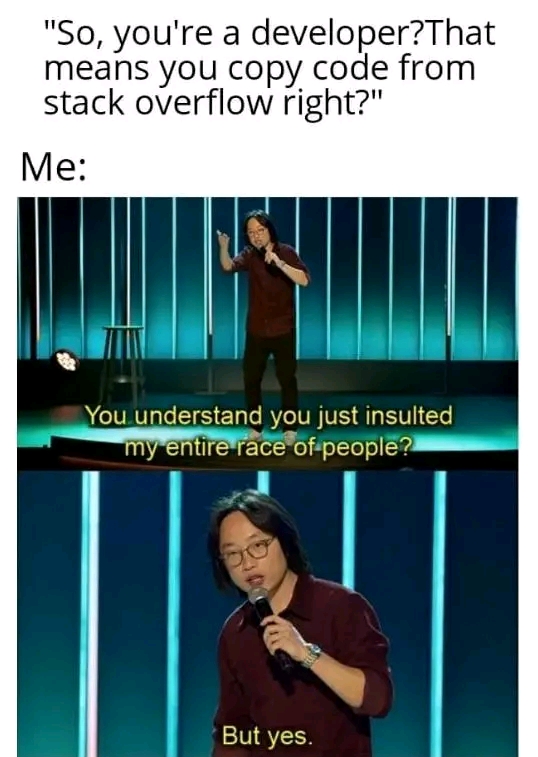 "So, you're a developer?That
means you copy code from
stack overflow right?"
Me:
You understand you just insulted
my entire race of people?
But yes.